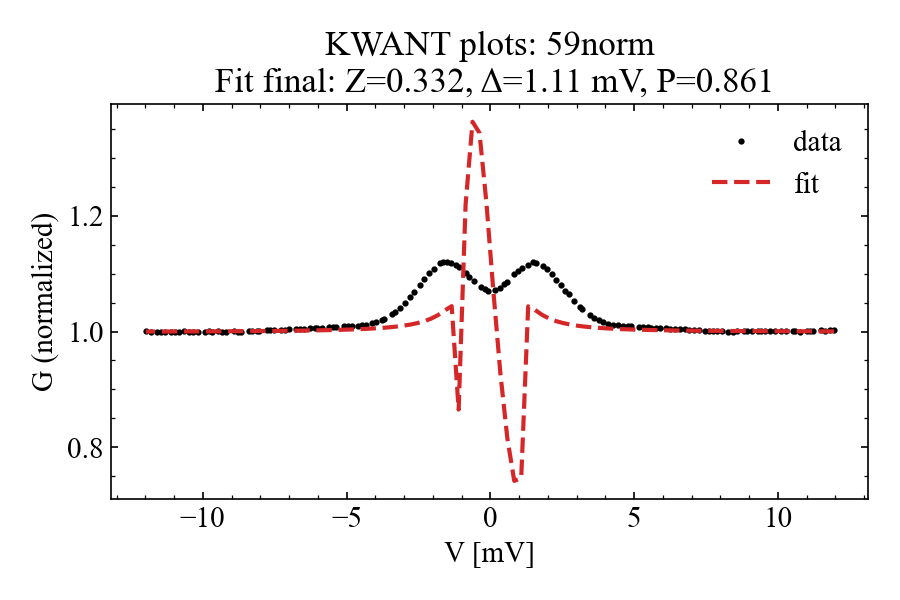 KWANT plots: 59norm
Fit final: Z=0.332, Δ=1.11 mV, P=0.861
data
fit
G (normalized)
1.2
1.0
0.8
−10
−5
0
5
10
V [mV]